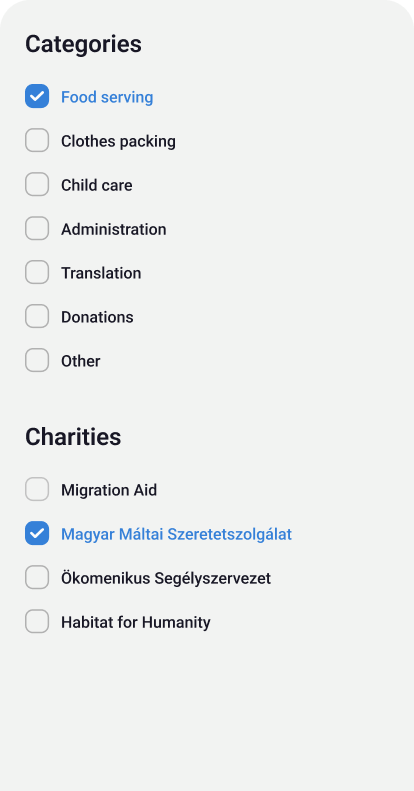 Categories
Food serving
Clothes packing
Child care
Administration
Translation
Donations
Other
Charities
Migration Aid
Magyar Máltai Szeretetszolgálat
Ökomenikus Segélyszervezet
Habitat for Humanity